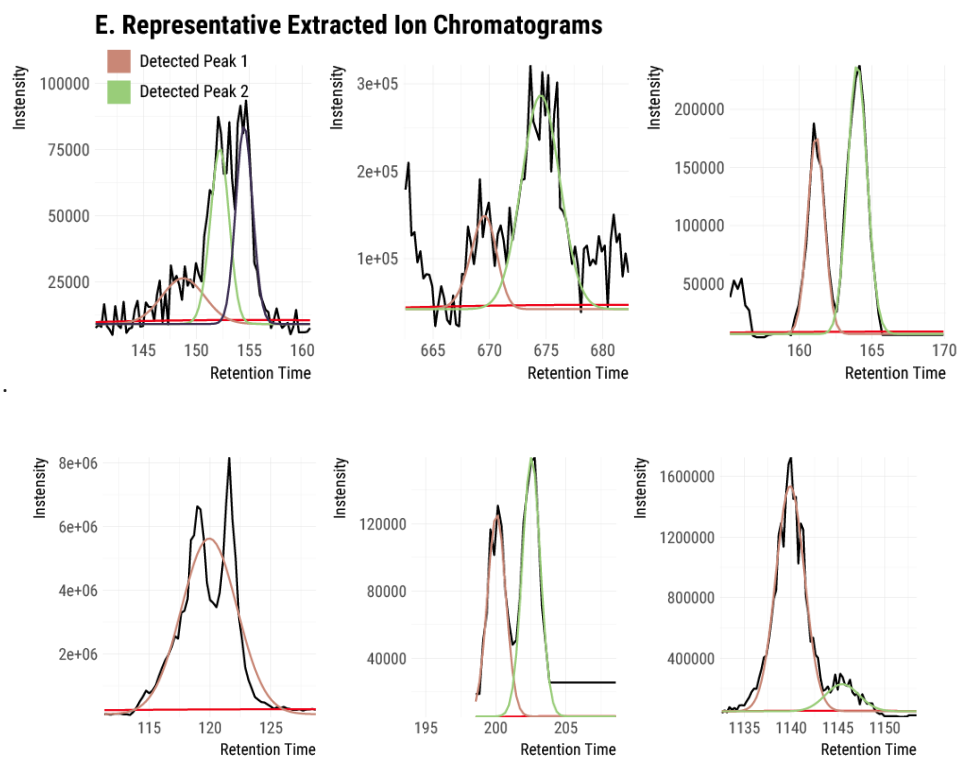 E. Representative Extracted Ion Chromatograms
Detected Peak 1
Detected Peak 2
Instensity
100000
75000
50000
25000
145 150 155 160
Retention Time
Instensity
3e+05
2e+05
1e+05
665 670 675 680
Retention Time
Instensity
200000
150000
100000
50000
160 165 170
Retention Time
.
Instensity
8e+06
6e+06
4e+06
2e+06
115 120 125
Retention Time
Instensity
120000
80000
40000
195 200 205
Retention Time
Instensity
1600000
1200000
800000
400000
1135 1140 1145 1150
Retention Time